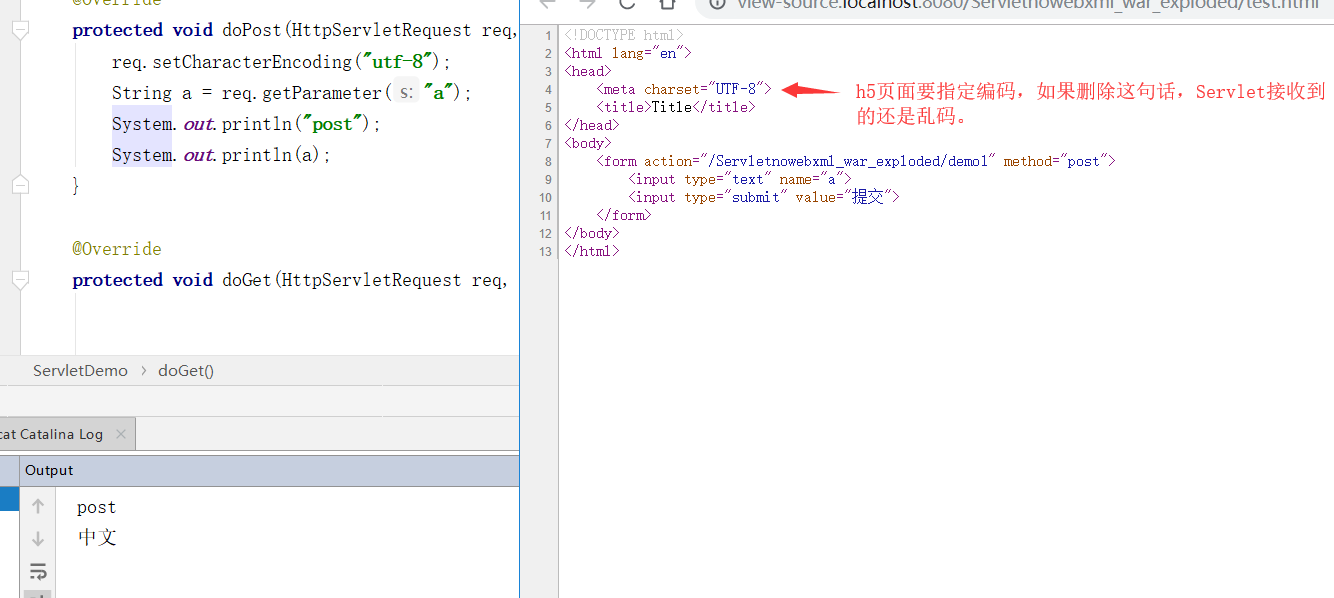 @Override
protected void doPost(HttpServletRequest req,
req.setCharacterEncoding("utf-8");
String a = req.getParameter( s: "a");
System.out.println("post");
System.out.println(a);
}
@Override
protected void doGet(HttpServletRequest req,
ServletDemo › doGet()
cat Catalina Log ×
Output
post
中文
view-source:localhost:8080/Servletnowebxml_war_exploded/test.html
1 <!DOCTYPE html>
2 <html lang="en">
3 <head>
4 <meta charset="UTF-8">
5 <title>Title</title>
6 </head>
7 <body>
8 <form action="/Servletnowebxml_war_exploded/demo1" method="post">
9 <input type="text" name="a">
10 <input type="submit" value="提交">
11 </form>
12 </body>
13 </html>
h5页面要指定编码，如果删除这句话，Servlet接收到
的还是乱码。